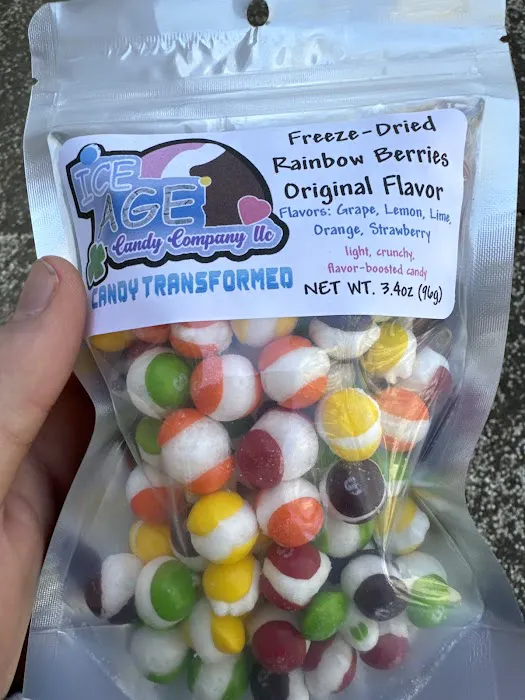 ICE
AGE
Candy Company llc
CANDY TRANSFORMED
Freeze-Dried
Rainbow Berries
Original Flavor
Flavors: Grape, Lemon, Lime,
Orange, Strawberry
light, crunchy,
flavor-boosted candy
NET WT. 3.4oz (96g)